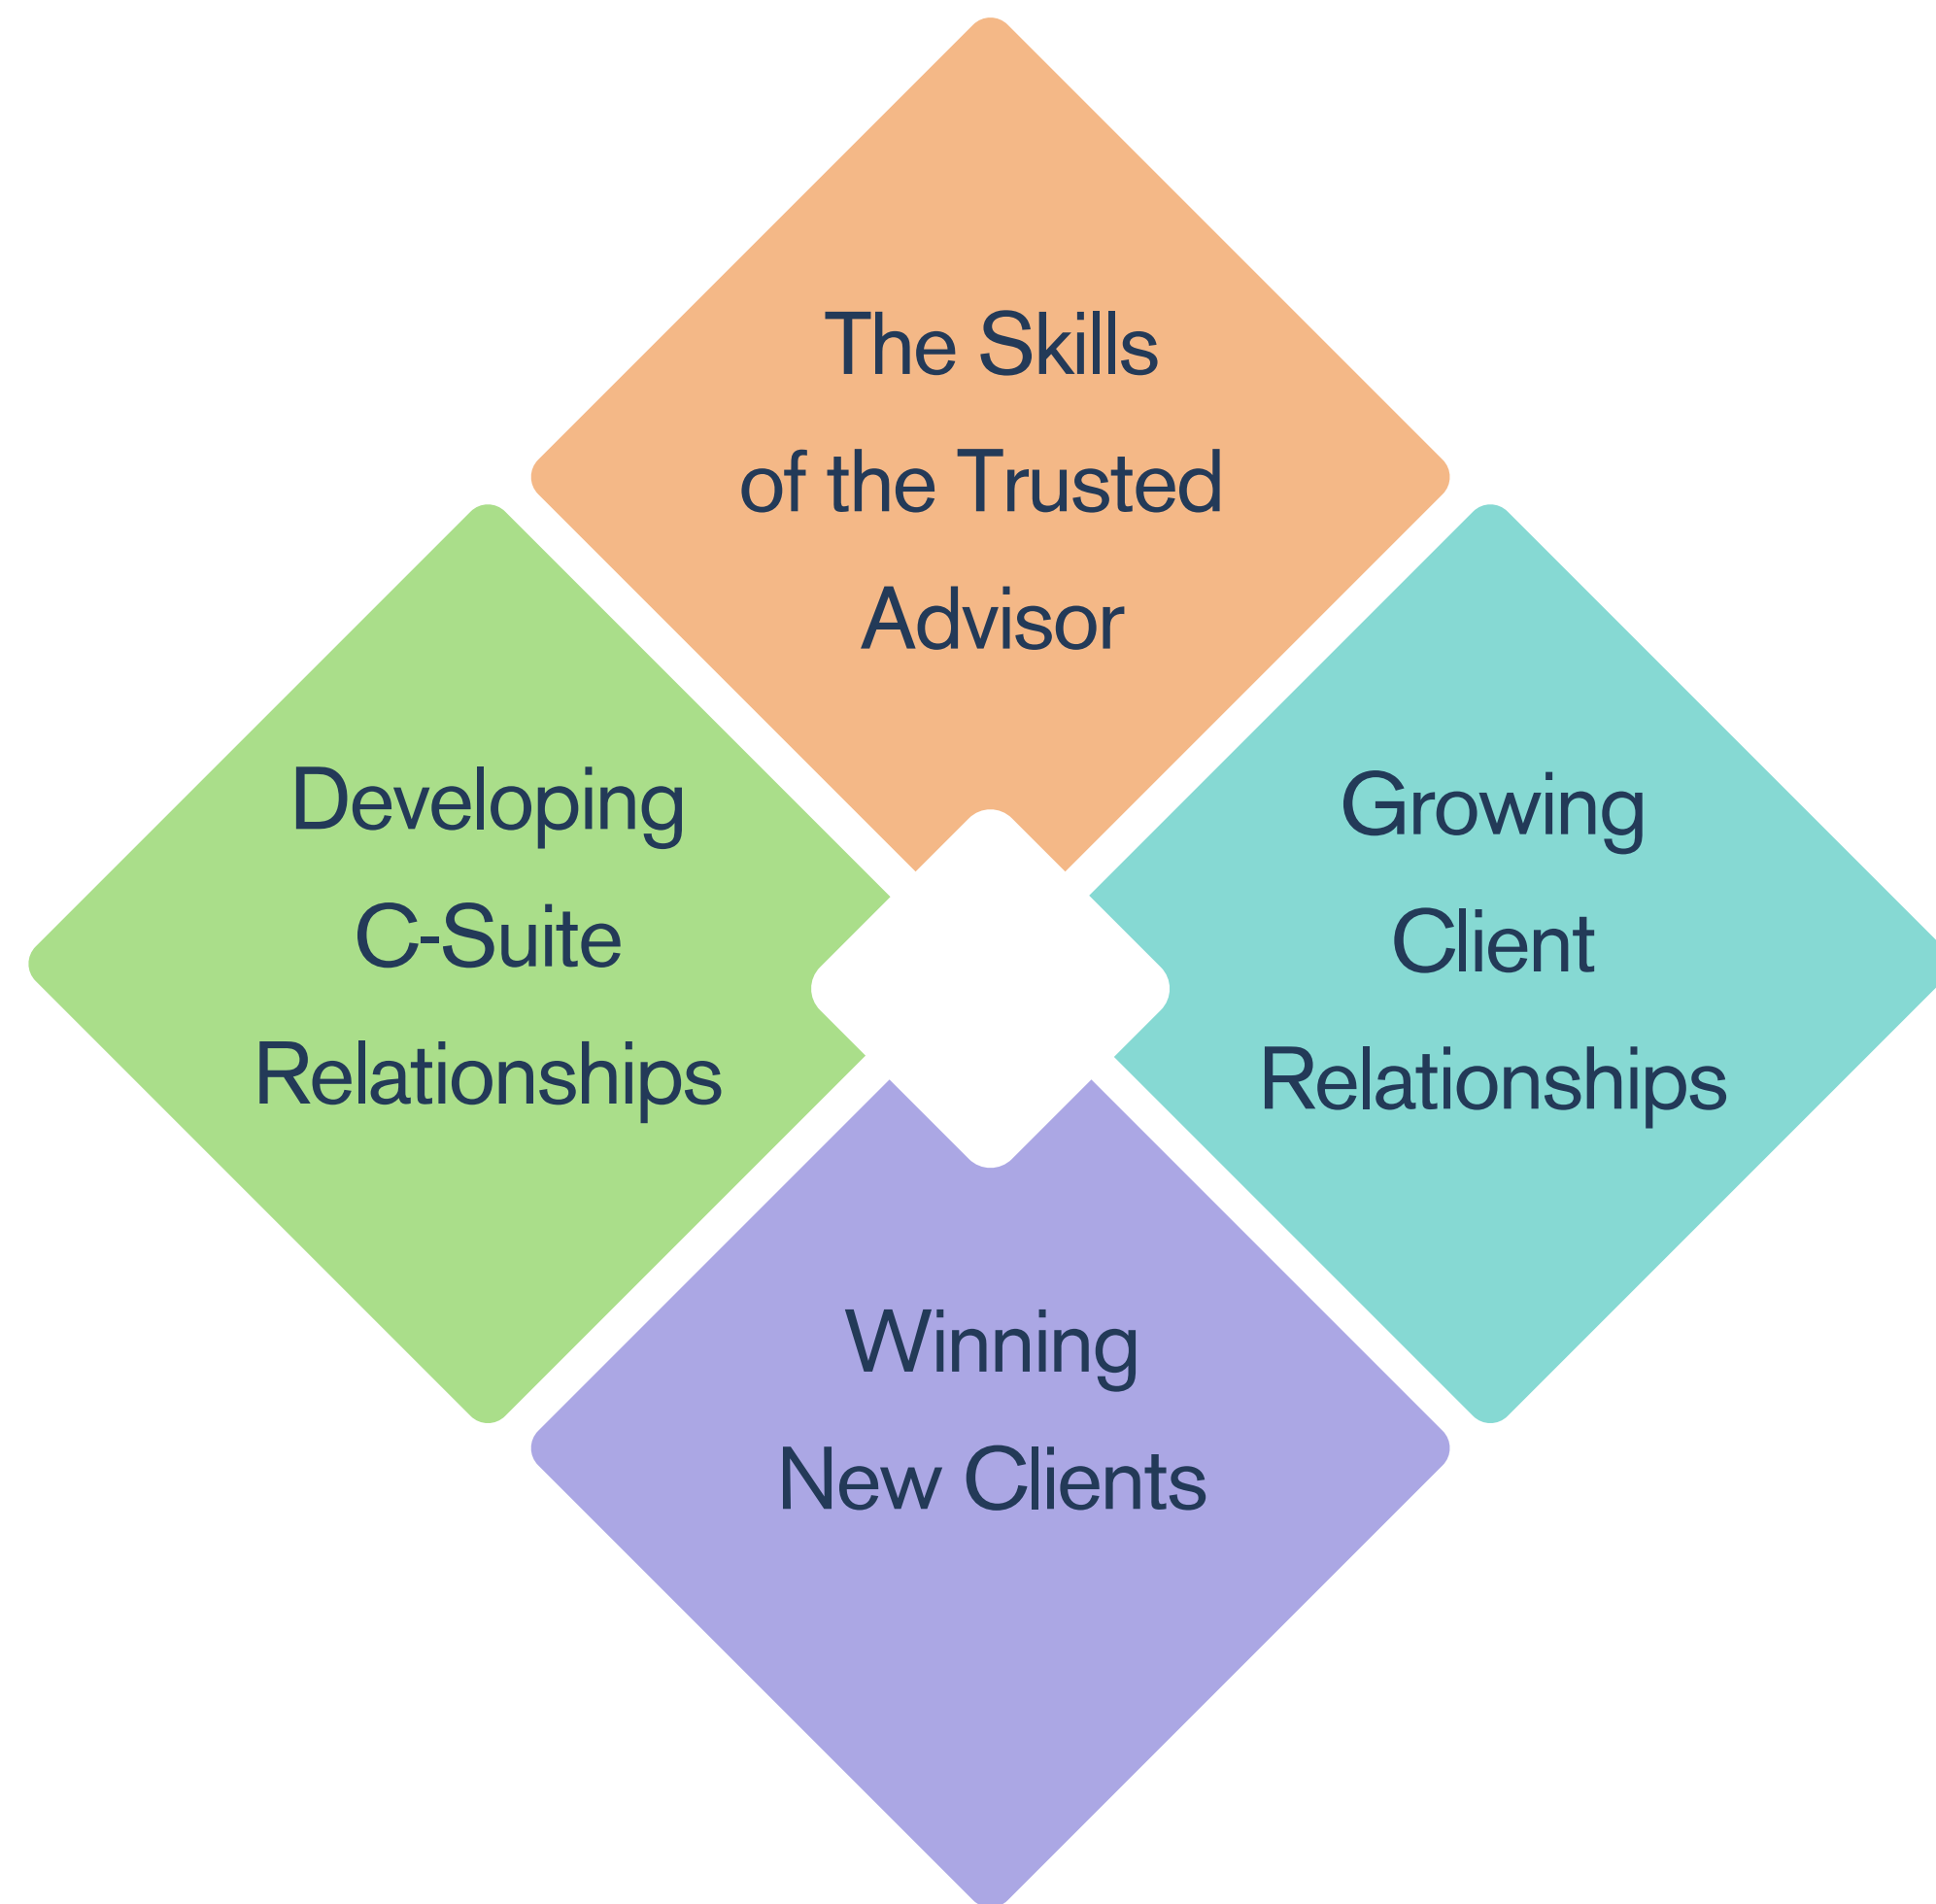 The Skills
of the Trusted
Advisor
Developing
C-Suite
Relationships
Growing
Client
Relationships
Winning
New Clients